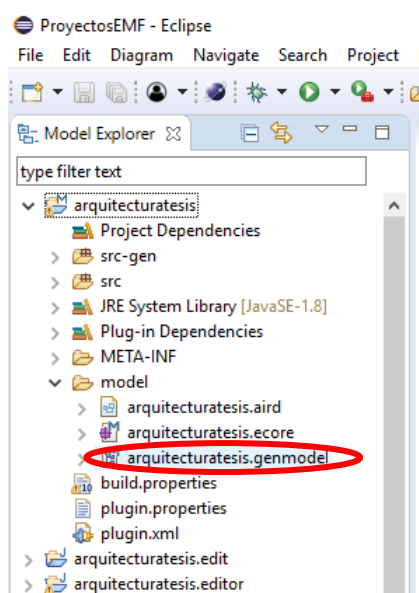 ProyectosEMF - Eclipse
File Edit Diagram Navigate Search Project
Model Explorer
type filter text
arquitecturatesis
Project Dependencies
src-gen
src
JRE System Library [JavaSE-1.8]
Plug-in Dependencies
META-INF
model
arquitecturatesis.aird
arquitecturatesis.ecore
arquitecturatesis.genmodel
build.properties
plugin.properties
plugin.xml
arquitecturatesis.edit
arquitecturatesis.editor